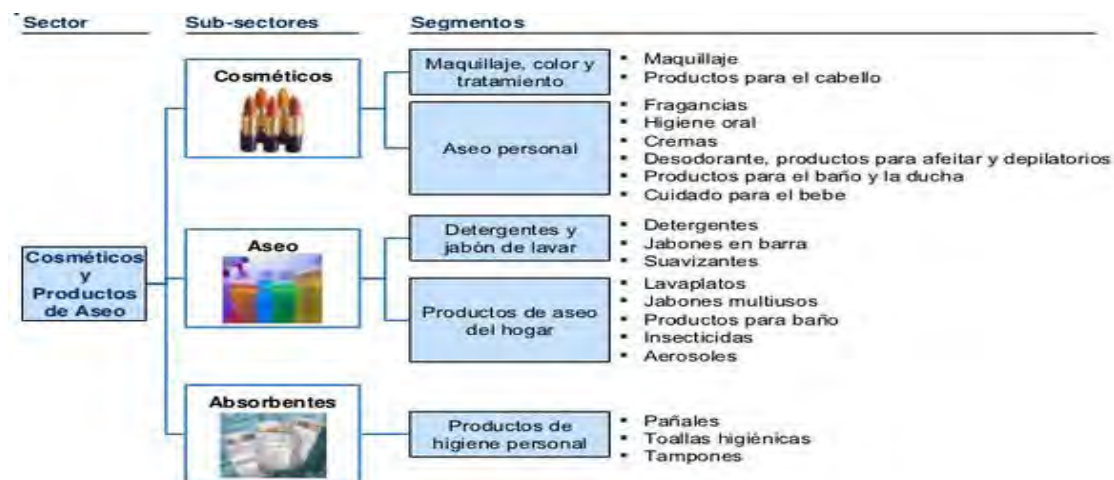 Sector
Sub-sectores
Segmentos
Cosméticos
y
Productos
de Aseo
Cosméticos
Maquillaje, color y
tratamiento
Maquillaje
Productos para el cabello
Aseo personal
Fragancias
Higiene oral
Cremas
Desodorante, productos para afeitar y depilatorios
Productos para el baño y la ducha
Cuidado para el bebe
Aseo
Detergentes y
jabón de lavar
Detergentes
Jabones en barra
Suavizantes
Productos de aseo
del hogar
Lavaplatos
Jabones multiusos
Productos para baño
Insecticidas
Aerosoles
Absorbentes
Productos de
higiene personal
Pañales
Toallas higiénicas
Tampones